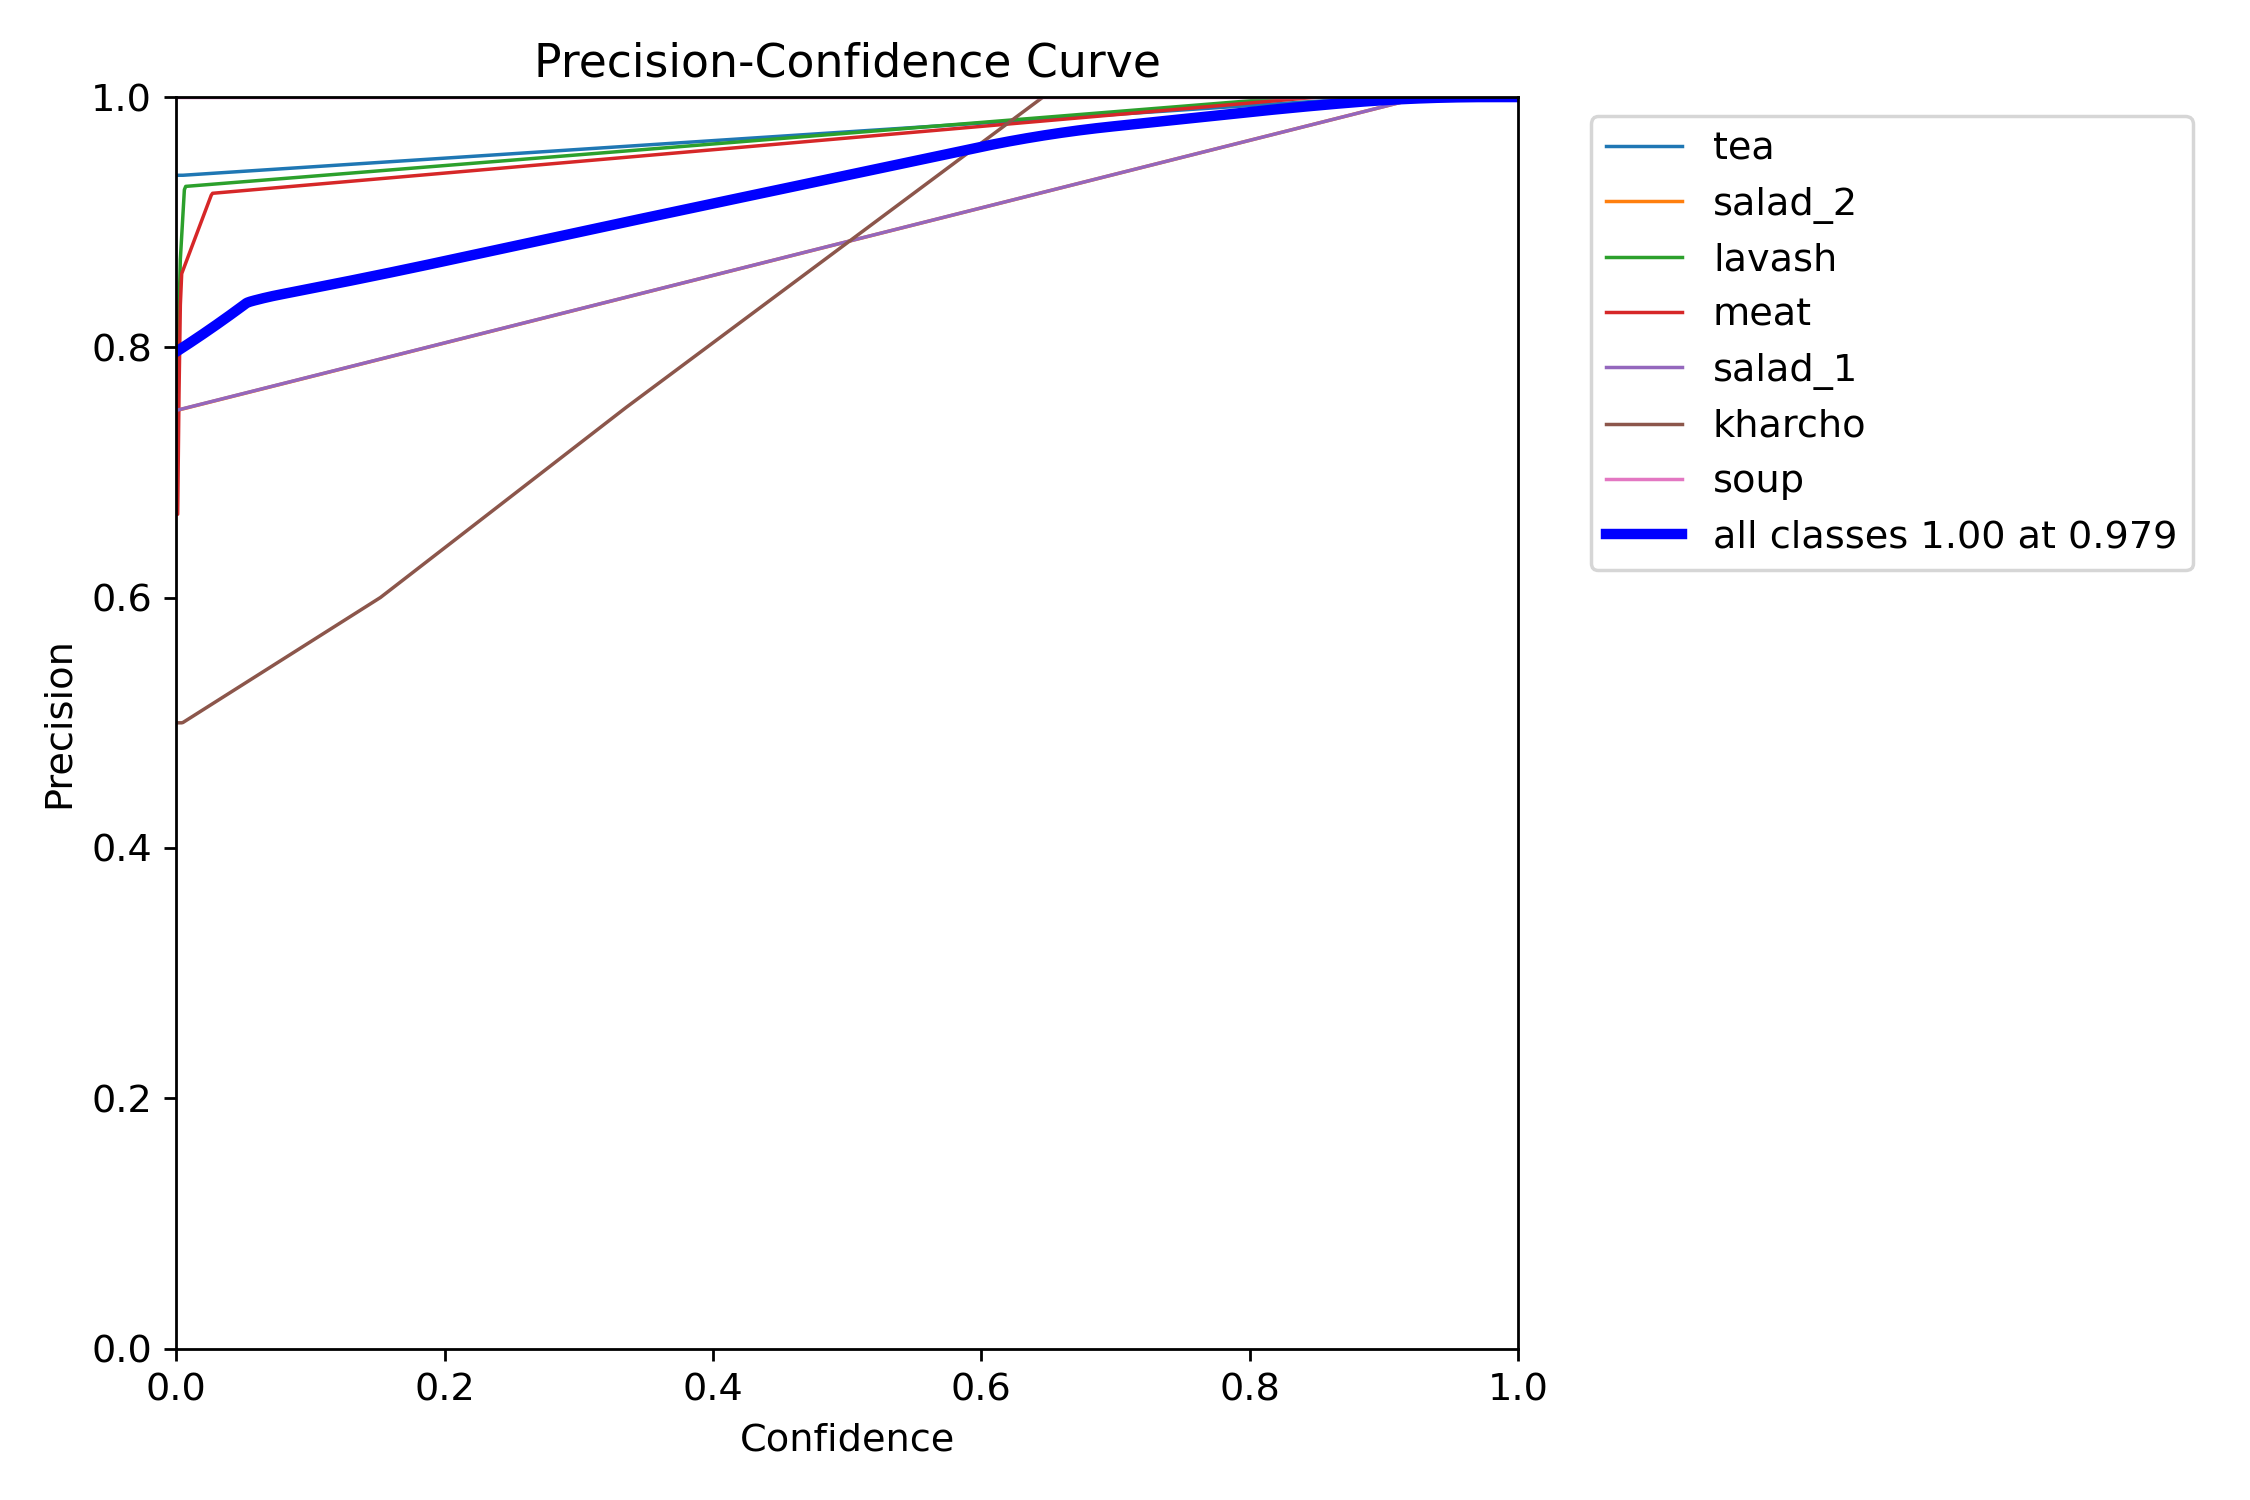 Precision-Confidence Curve
1.0
0.8
0.6
0.4
0.2
0.0
Precision
0.0 0.2 0.4 0.6 0.8 1.0
Confidence
tea
salad_2
lavash
meat
salad_1
kharcho
soup
all classes 1.00 at 0.979